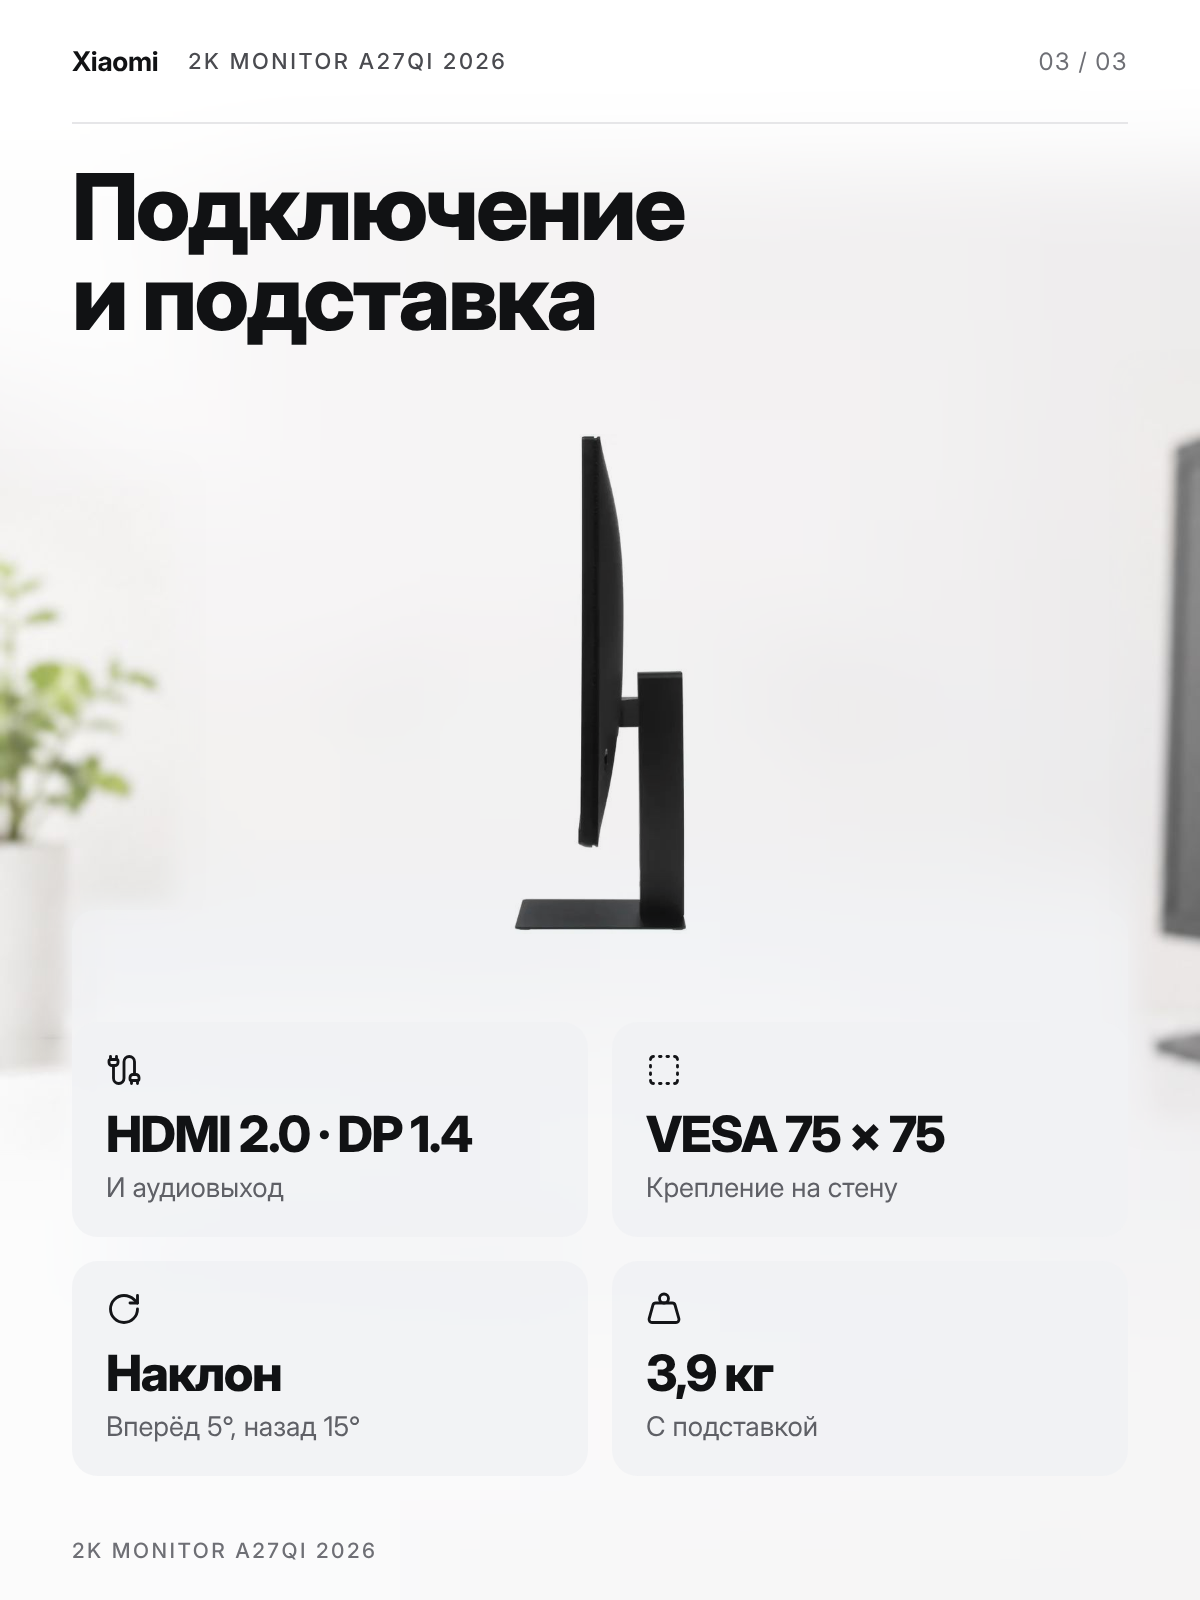 Xiaomi 2K MONITOR A27QI 2026 03 / 03
Подключение
и подставка
HDMI 2.0 · DP 1.4
И аудиовыход
VESA 75 × 75
Крепление на стену
Наклон
Вперёд 5°, назад 15°
3,9 кг
С подставкой
2K MONITOR A27QI 2026